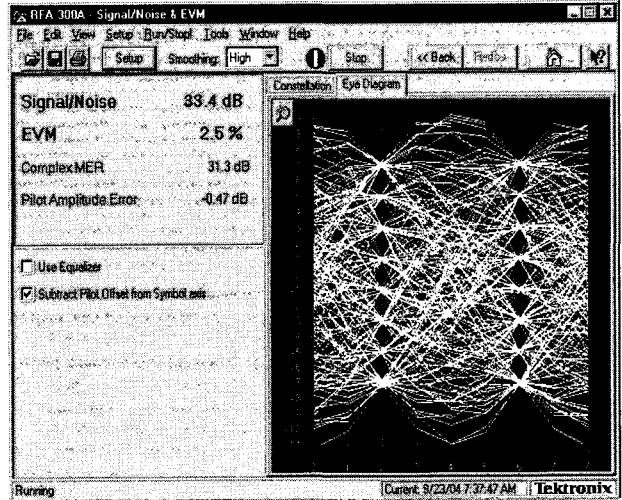 RFA 300A - Signal/Noise & EVM
File Edit View Setup Run/Stop! Tools Window Help
Setup Smoothing: High Stop << Back
Constellation Eye Diagram
Signal/Noise 33.4 dB
EVM 2.5 %
Complex MER 31.3 dB
Pilot Amplitude Error -0.47 dB
Use Equalizer
Subtract Pilot Offset from Symbol axis
Running Current: 9/23/04 7:37:47 AM Tektronix